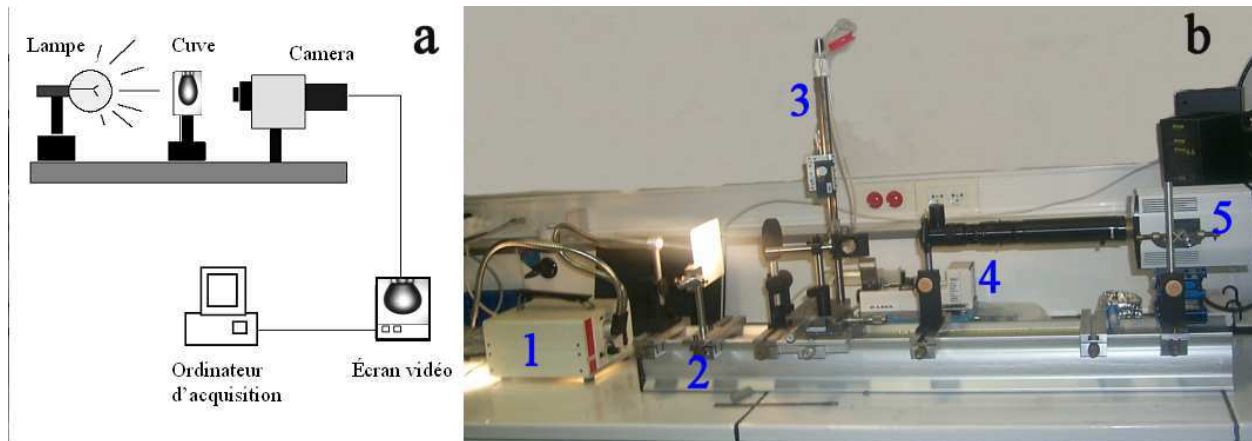 a
Lampe
Cuve
Camera
Ordinateur
d'acquisition
Écran vidéo
b
1
2
3
4
5